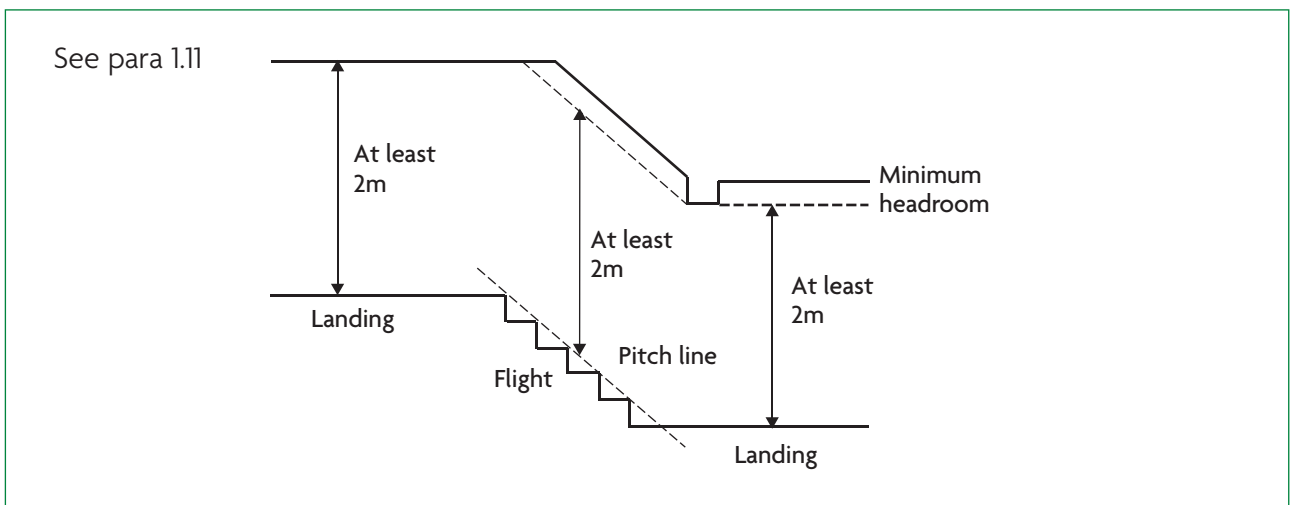 See para 1.11
At least
2m
Minimum
headroom
At least
2m
At least
2m
Landing
Pitch line
Flight
Landing